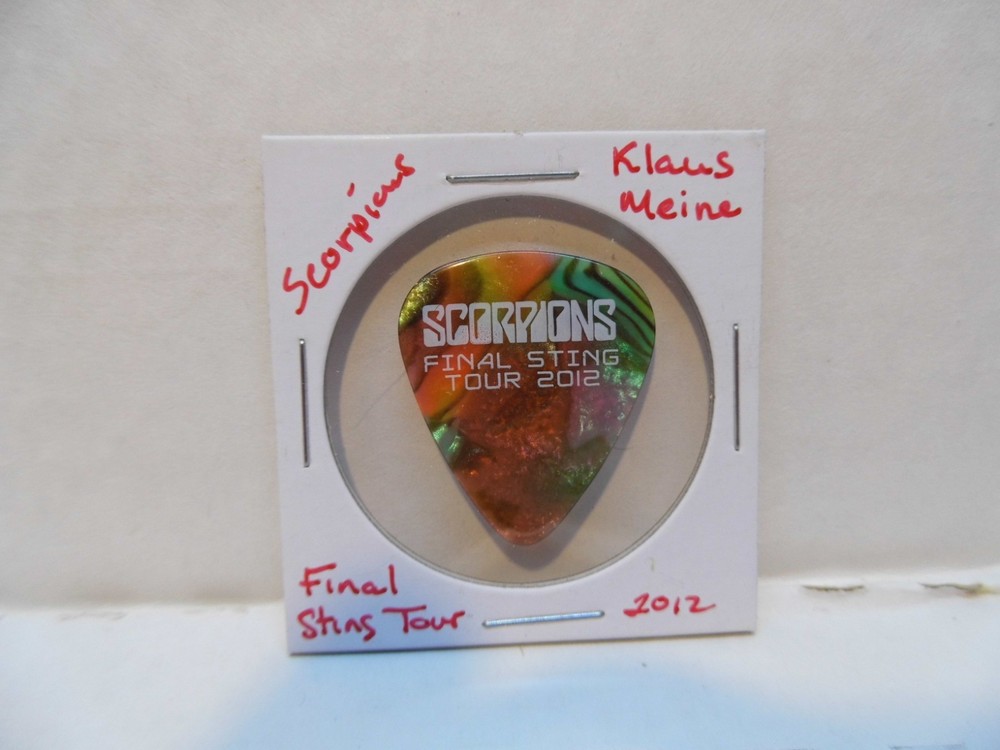 Scorpions
Klaus
Meine
SCORPIONS
FINAL STING
TOUR 2012
Final
Sting Tour
2012